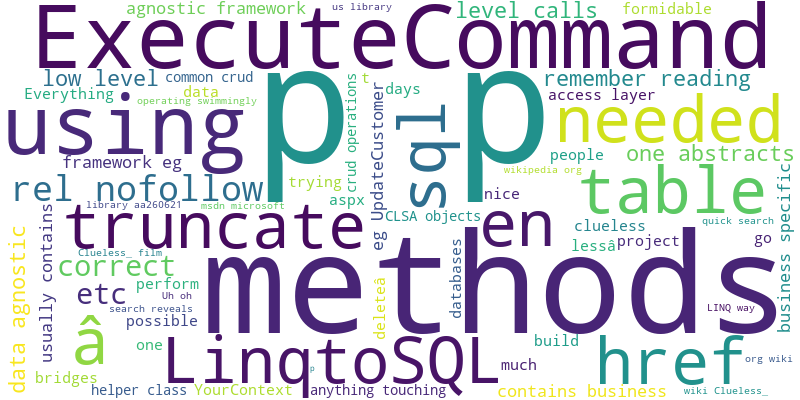 agnostic framework
us library
level calls
formidable
ExecuteCommand
low level
common crud
t
remember reading
Everything
data
days
access layer
operating swimmingly
using
p
p
crud operations
eg UpdateCustomer
sql
needed
framework eg
people
one abstracts
wikipedia org
rel nofollow
trying
aspx
nice
table
business specific
library aa260621
msdn microsoft
CLSA objects
quick search
truncate
en
clueless
lessâ
project
go
usually contains
data agnostic
Clueless_ film
correct
methods
databases
deleteâ
etc
Uh oh
perform
search reveals
possible
LINQ way
â
one
build
LinqtoSQL
much
href
org wiki
bridges
p
helper class
YourContext
anything touching
contains business
wiki Clueless_